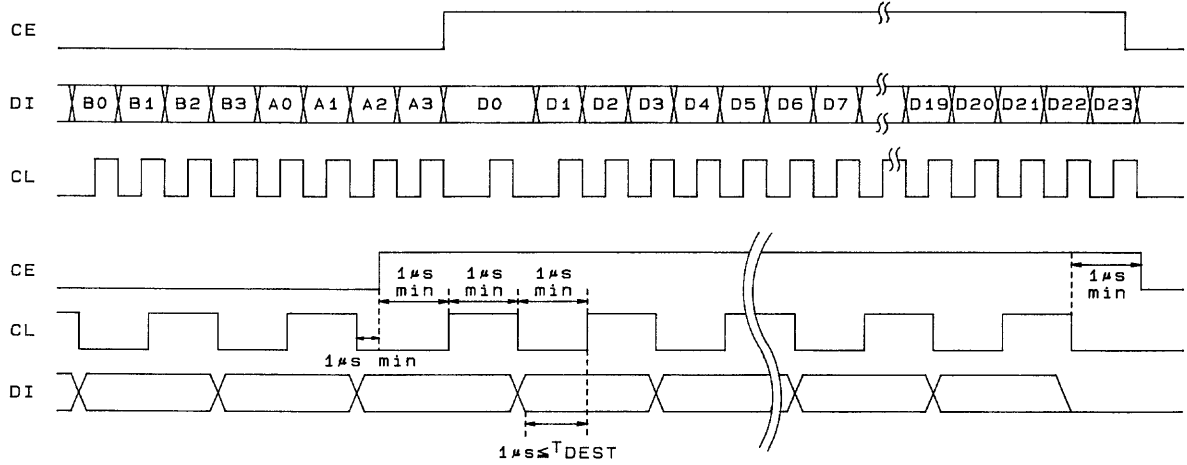 CE
DI B0 B1 B2 B3 A0 A1 A2 A3 D0 D1 D2 D3 D4 D5 D6 D7 D19 D20 D21 D22 D23
CL
CE
1μs min
1μs min
1μs min
1μs min
CL
1μs min
DI
1μs≦TDEST